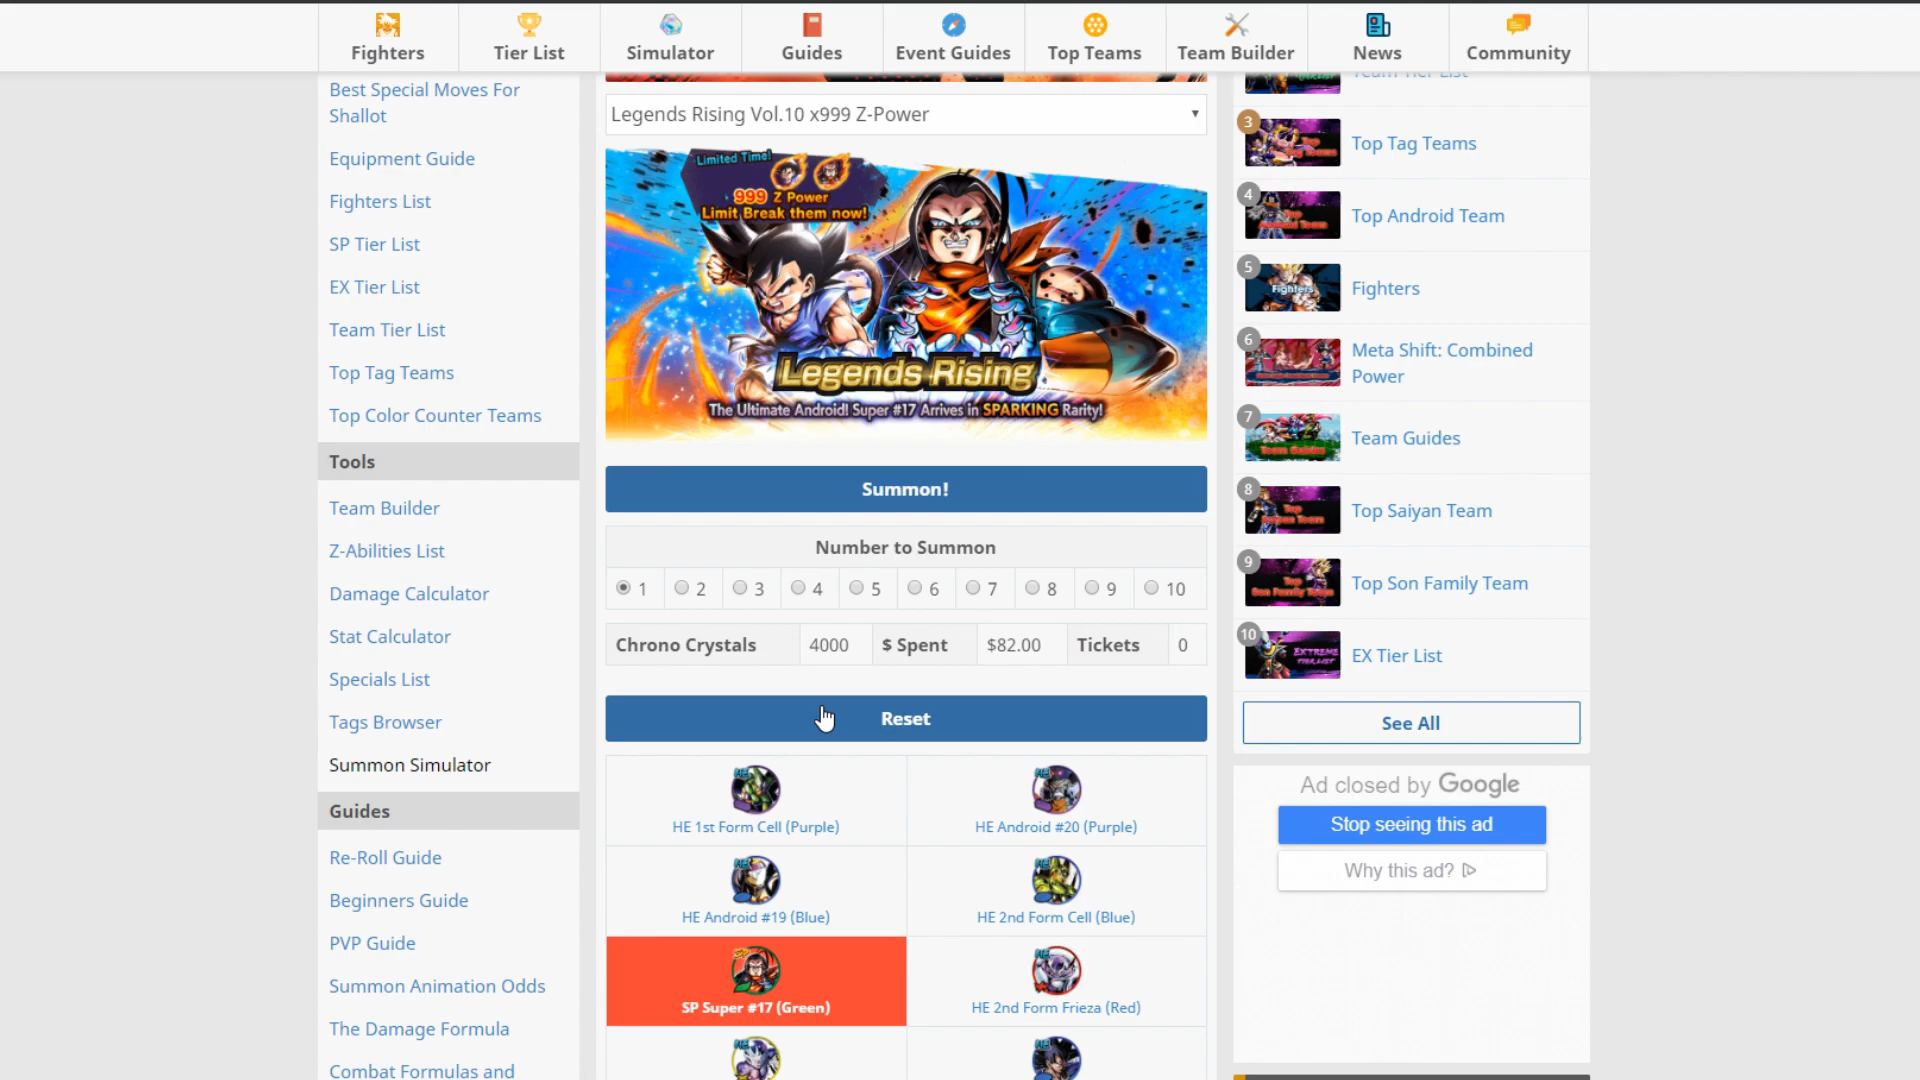 Fighters
Tier List
Simulator
Guides
Event Guides
Top Teams
Team Builder
News
Community
Best Special Moves For
Shallot
Equipment Guide
Fighters List
SP Tier List
EX Tier List
Team Tier List
Top Tag Teams
Top Color Counter Teams
Tools
Team Builder
Z-Abilities List
Damage Calculator
Stat Calculator
Specials List
Tags Browser
Summon Simulator
Guides
Re-Roll Guide
Beginners Guide
PVP Guide
Summon Animation Odds
The Damage Formula
Combat Formulas and
Legends Rising Vol.10 x999 Z-Power
Limited Time!
999 Z Power
Limit Break them now!
Legends Rising
The Ultimate Android! Super #17 Arrives in SPARKING Rarity!
Summon!
Number to Summon
1 2 3 4 5 6 7 8 9 10
Chrono Crystals 4000 $ Spent $82.00 Tickets 0
Reset
HE 1st Form Cell (Purple)
HE Android #20 (Purple)
HE Android #19 (Blue)
HE 2nd Form Cell (Blue)
SP Super #17 (Green)
HE 2nd Form Frieza (Red)
Team Tier List
3 Top Tag Teams
4 Top Android Team
5 Fighters
6 Meta Shift: Combined
Power
7 Team Guides
8 Top Saiyan Team
9 Top Son Family Team
10 EX Tier List
See All
Ad closed by Google
Stop seeing this ad
Why this ad?